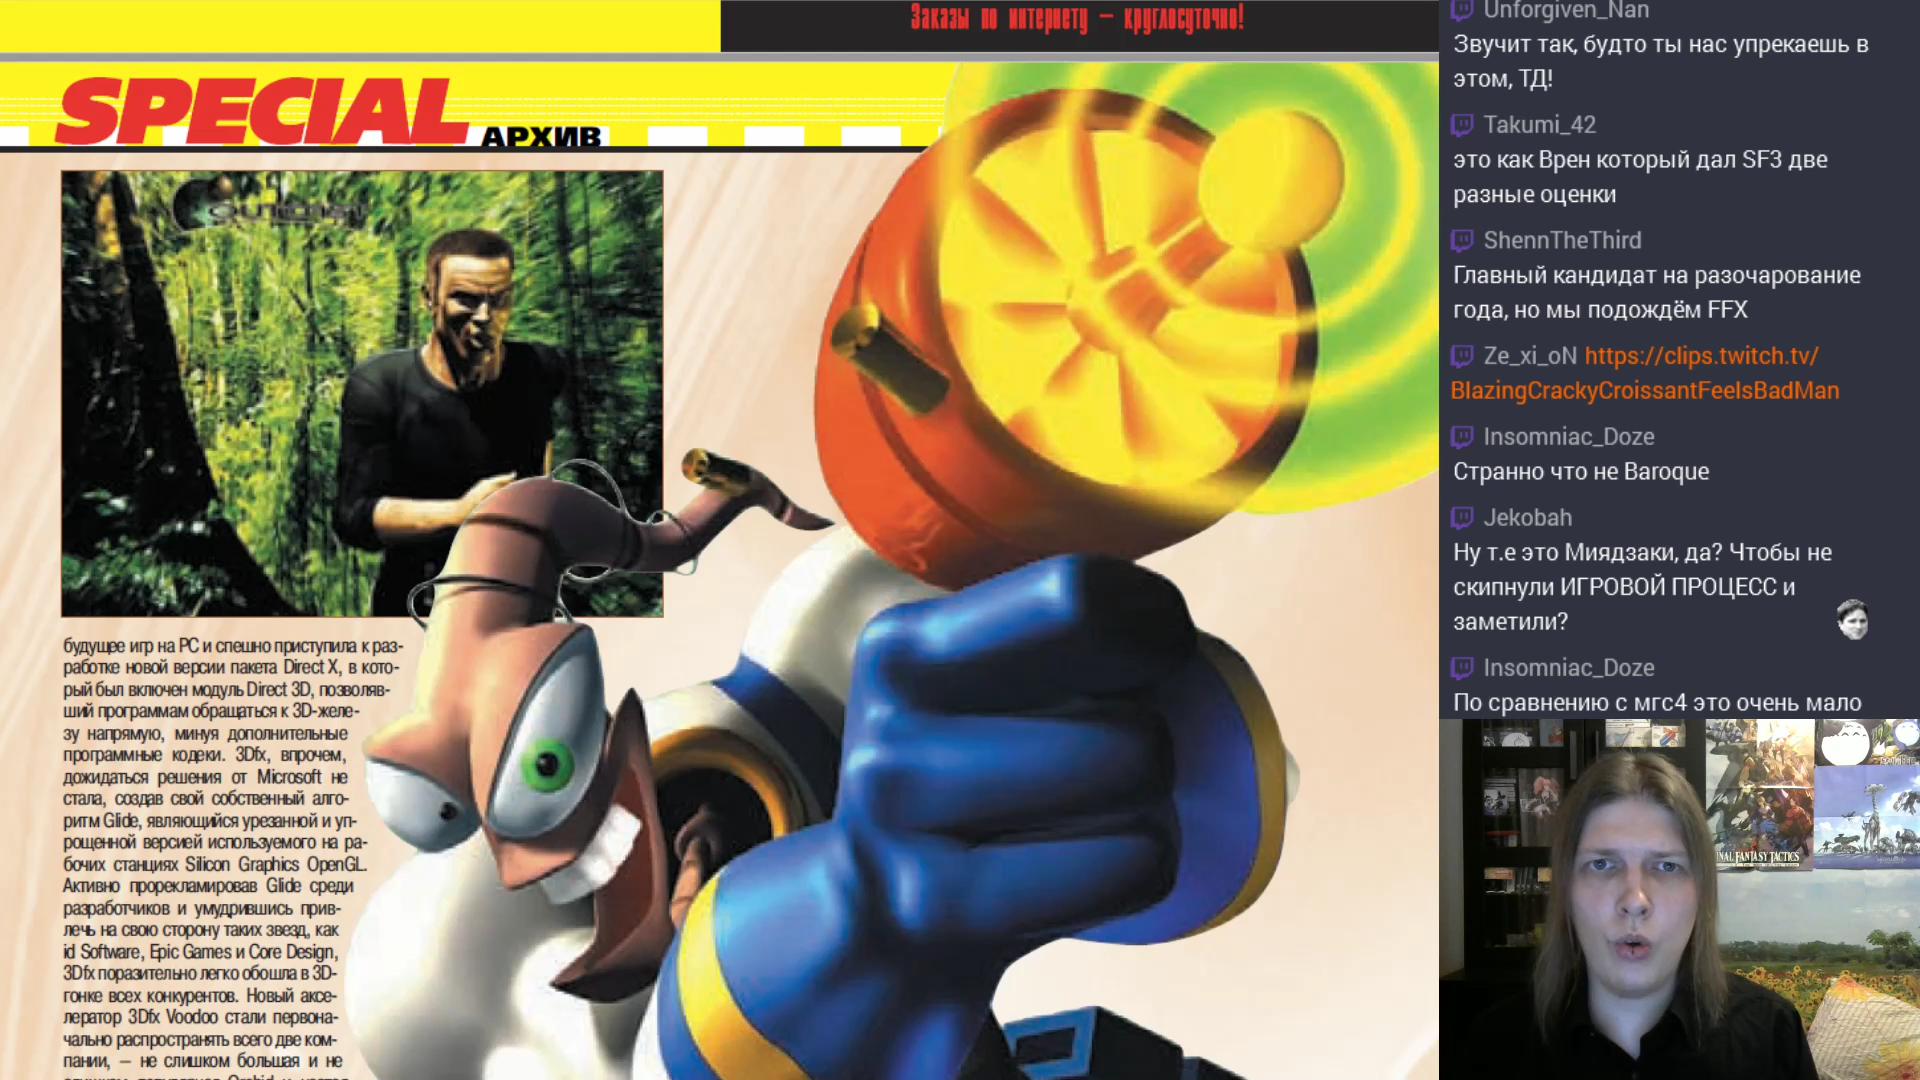 Заказы по интернету – круглосуточно!
SPECIAL АРХИВ
OUTCAST
будущее игр на PC и спешно приступила к раз-
работке новой версии пакета Direct X, в кото-
рый был включен модуль Direct 3D, позволяв-
ший программам обращаться к 3D-желе-
зу напрямую, минуя дополнительные
программные кодеки. 3Dfx, впрочем,
дожидаться решения от Microsoft не
стала, создав свой собственный алго-
ритм Glide, являющийся урезанной и уп-
рощенной версией используемого на ра-
бочих станциях Silicon Graphics OpenGL.
Активно прорекламировав Glide среди
разработчиков и умудрившись прив-
лечь на свою сторону таких звезд, как
id Software, Epic Games и Core Design,
3Dfx поразительно легко обошла в 3D-
гонке всех конкурентов. Новый аксе-
лератор 3Dfx Voodoo стали первона-
чально распространять всего две ком-
пании, – не слишком большая и не
Unforgiven_Nan
Звучит так, будто ты нас упрекаешь в
этом, ТД!
Takumi_42
это как Врен который дал SF3 две
разные оценки
ShennTheThird
Главный кандидат на разочарование
года, но мы подождём FFX
Ze_xi_oN https://clips.twitch.tv/
BlazingCrackyCroissantFeelsBadMan
Insomniac_Doze
Странно что не Baroque
Jekobah
Ну т.е это Миядзаки, да? Чтобы не
скипнули ИГРОВОЙ ПРОЦЕСС и
заметили?
Insomniac_Doze
По сравнению с мгс4 это очень мало
FINAL FANTASY TACTICS